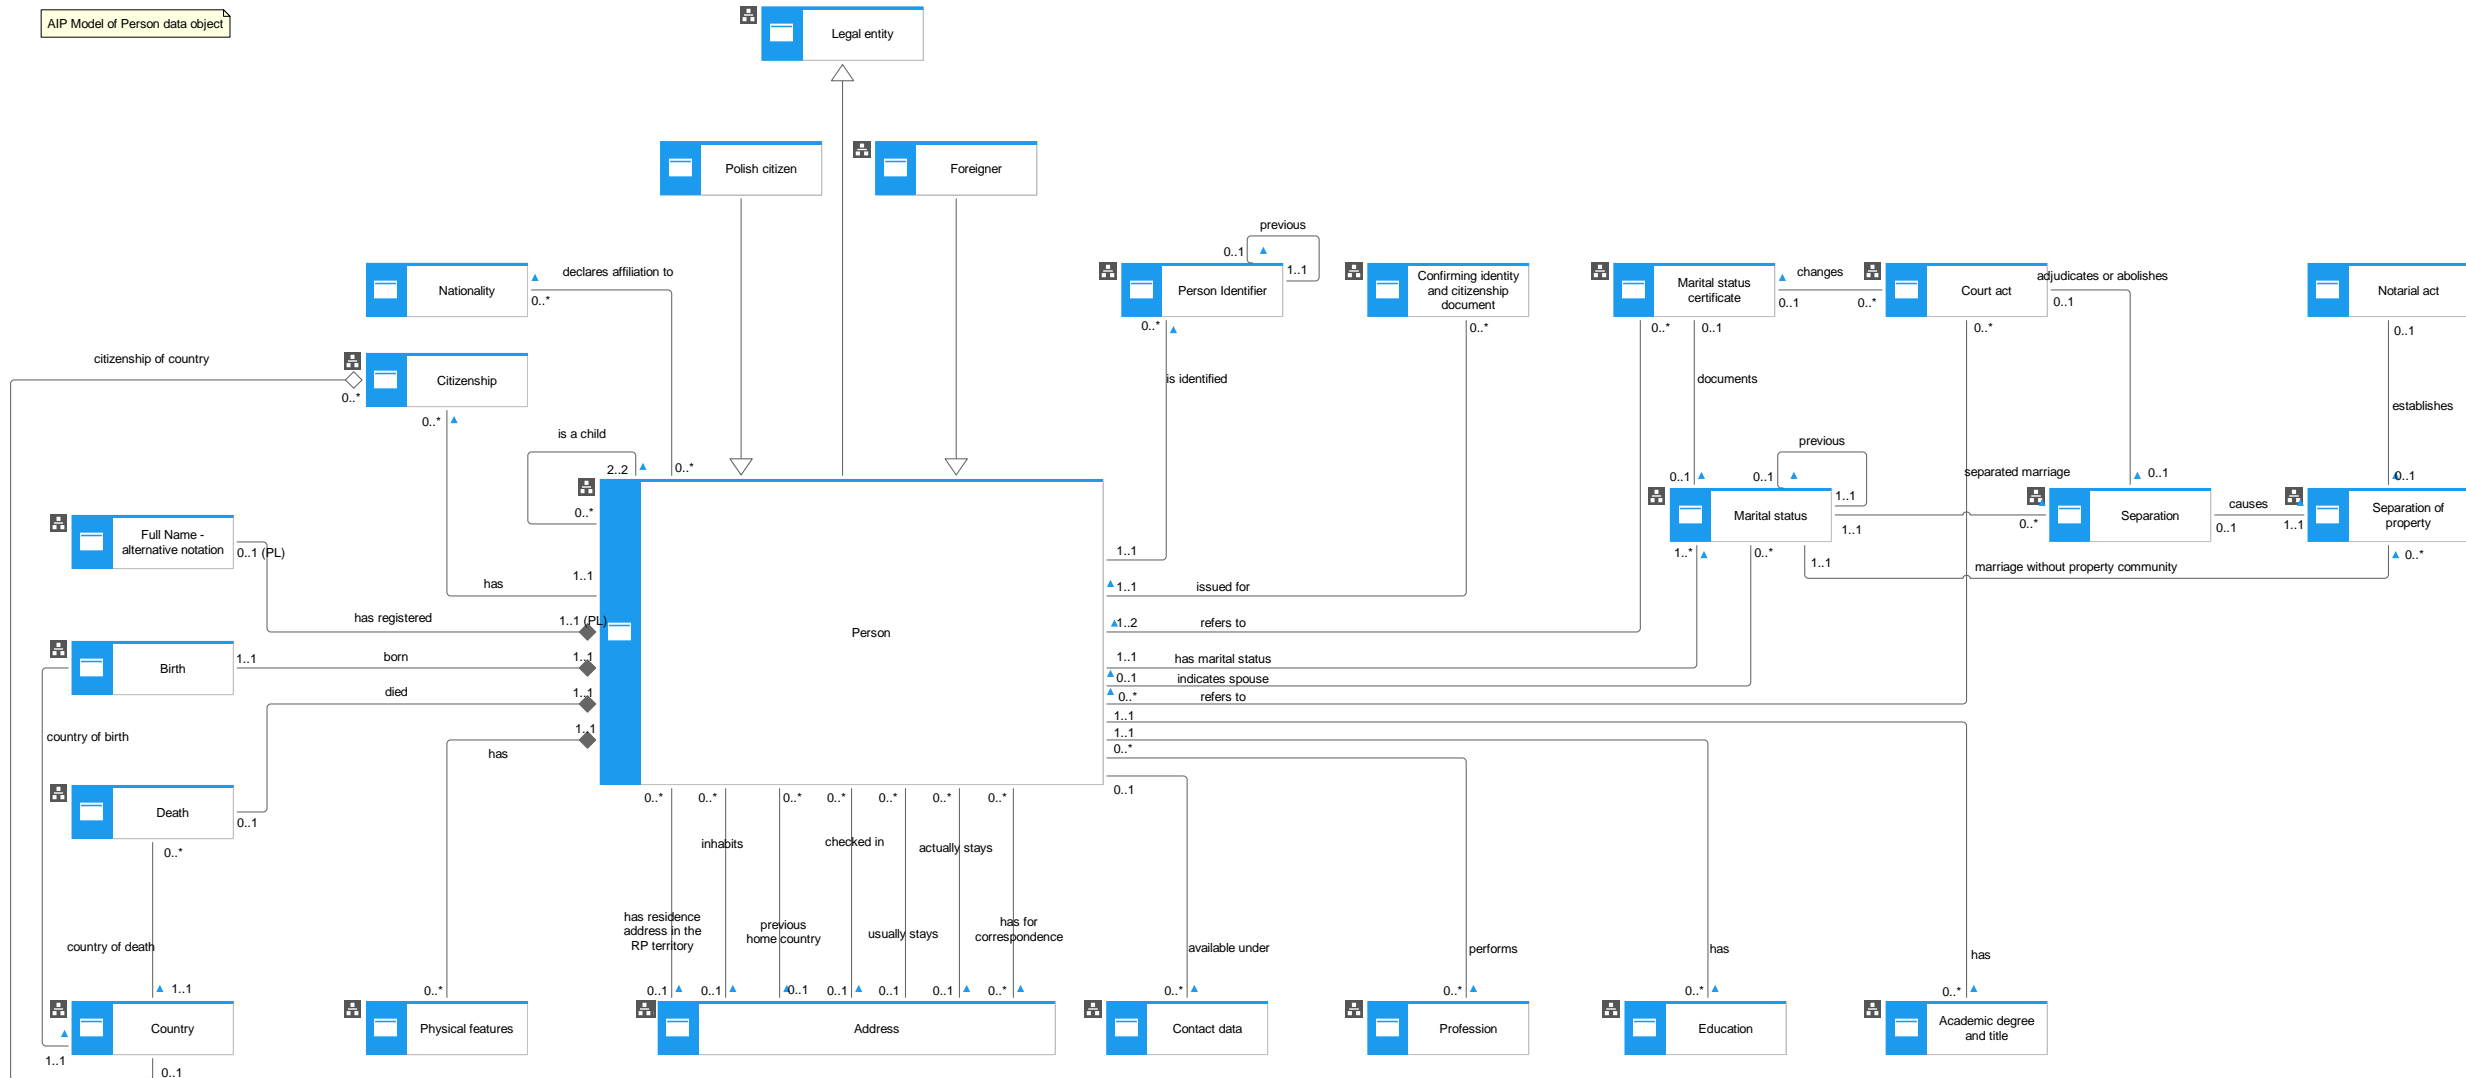 AIP Model of Person data object
Legal entity
Polish citizen
Foreigner
previous
0..1
1..1
Nationality
declares affiliation to
0..*
Person Identifier
0..*
Confirming identity
and citizenship
document
0..*
Marital status
certificate
0..*
0..1
changes
0..1
0..*
Court act
0..*
adjudicates or abolishes
0..1
Notarial act
0..1
citizenship of country
0..*
Citizenship
0..*
is identified
documents
establishes
is a child
2..2
0..*
0..*
previous
0..1
0..1
1..1
separated marriage
0..1
0..1
Full Name -
alternative notation
0..1 (PL)
Marital status
1..1
0..*
Separation
causes
0..1
1..1
Separation of
property
1..*
0..*
1..1
marriage without property community
0..*
has
1..1
has registered
1..1 (PL)
Person
1..1
1..1
issued for
1..2
refers to
Birth
1..1
born
1..1
1..1
has marital status
0..1
indicates spouse
died
1..1
0..*
refers to
1..1
country of birth
has
1..1
1..1
0..*
0..1
Death
0..1
0..*
0..*
0..*
0..*
0..*
0..*
0..*
0..*
inhabits
checked in
actually stays
has residence
address in the
RP territory
previous
home country
usually stays
has for
correspondence
country of death
available under
performs
has
has
1..1
0..*
0..1
0..1
0..1
0..1
0..1
0..1
0..*
0..*
0..*
0..*
0..*
Country
Physical features
Address
Contact data
Profession
Education
Academic degree
and title
1..1
0..1